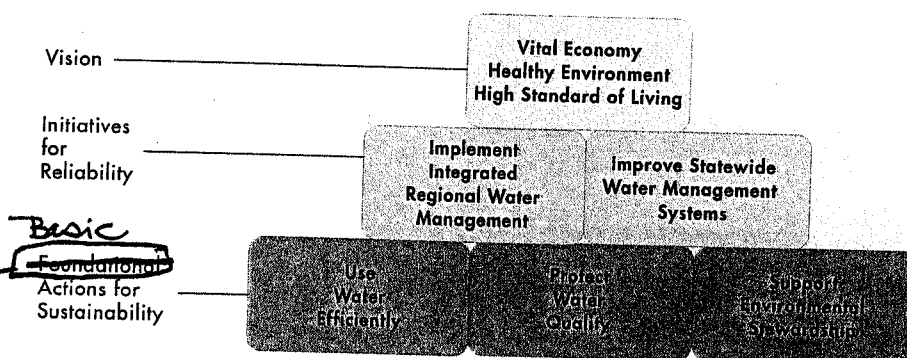 Vision
Vital Economy
Healthy Environment
High Standard of Living
Initiatives
for
Reliability
Implement
Integrated
Regional Water
Management
Improve Statewide
Water Management
Systems
Basic
Foundational
Actions for
Sustainability
Use
Water
Efficiently
Protect
Water
Quality
Support
Environmental
Stewardship